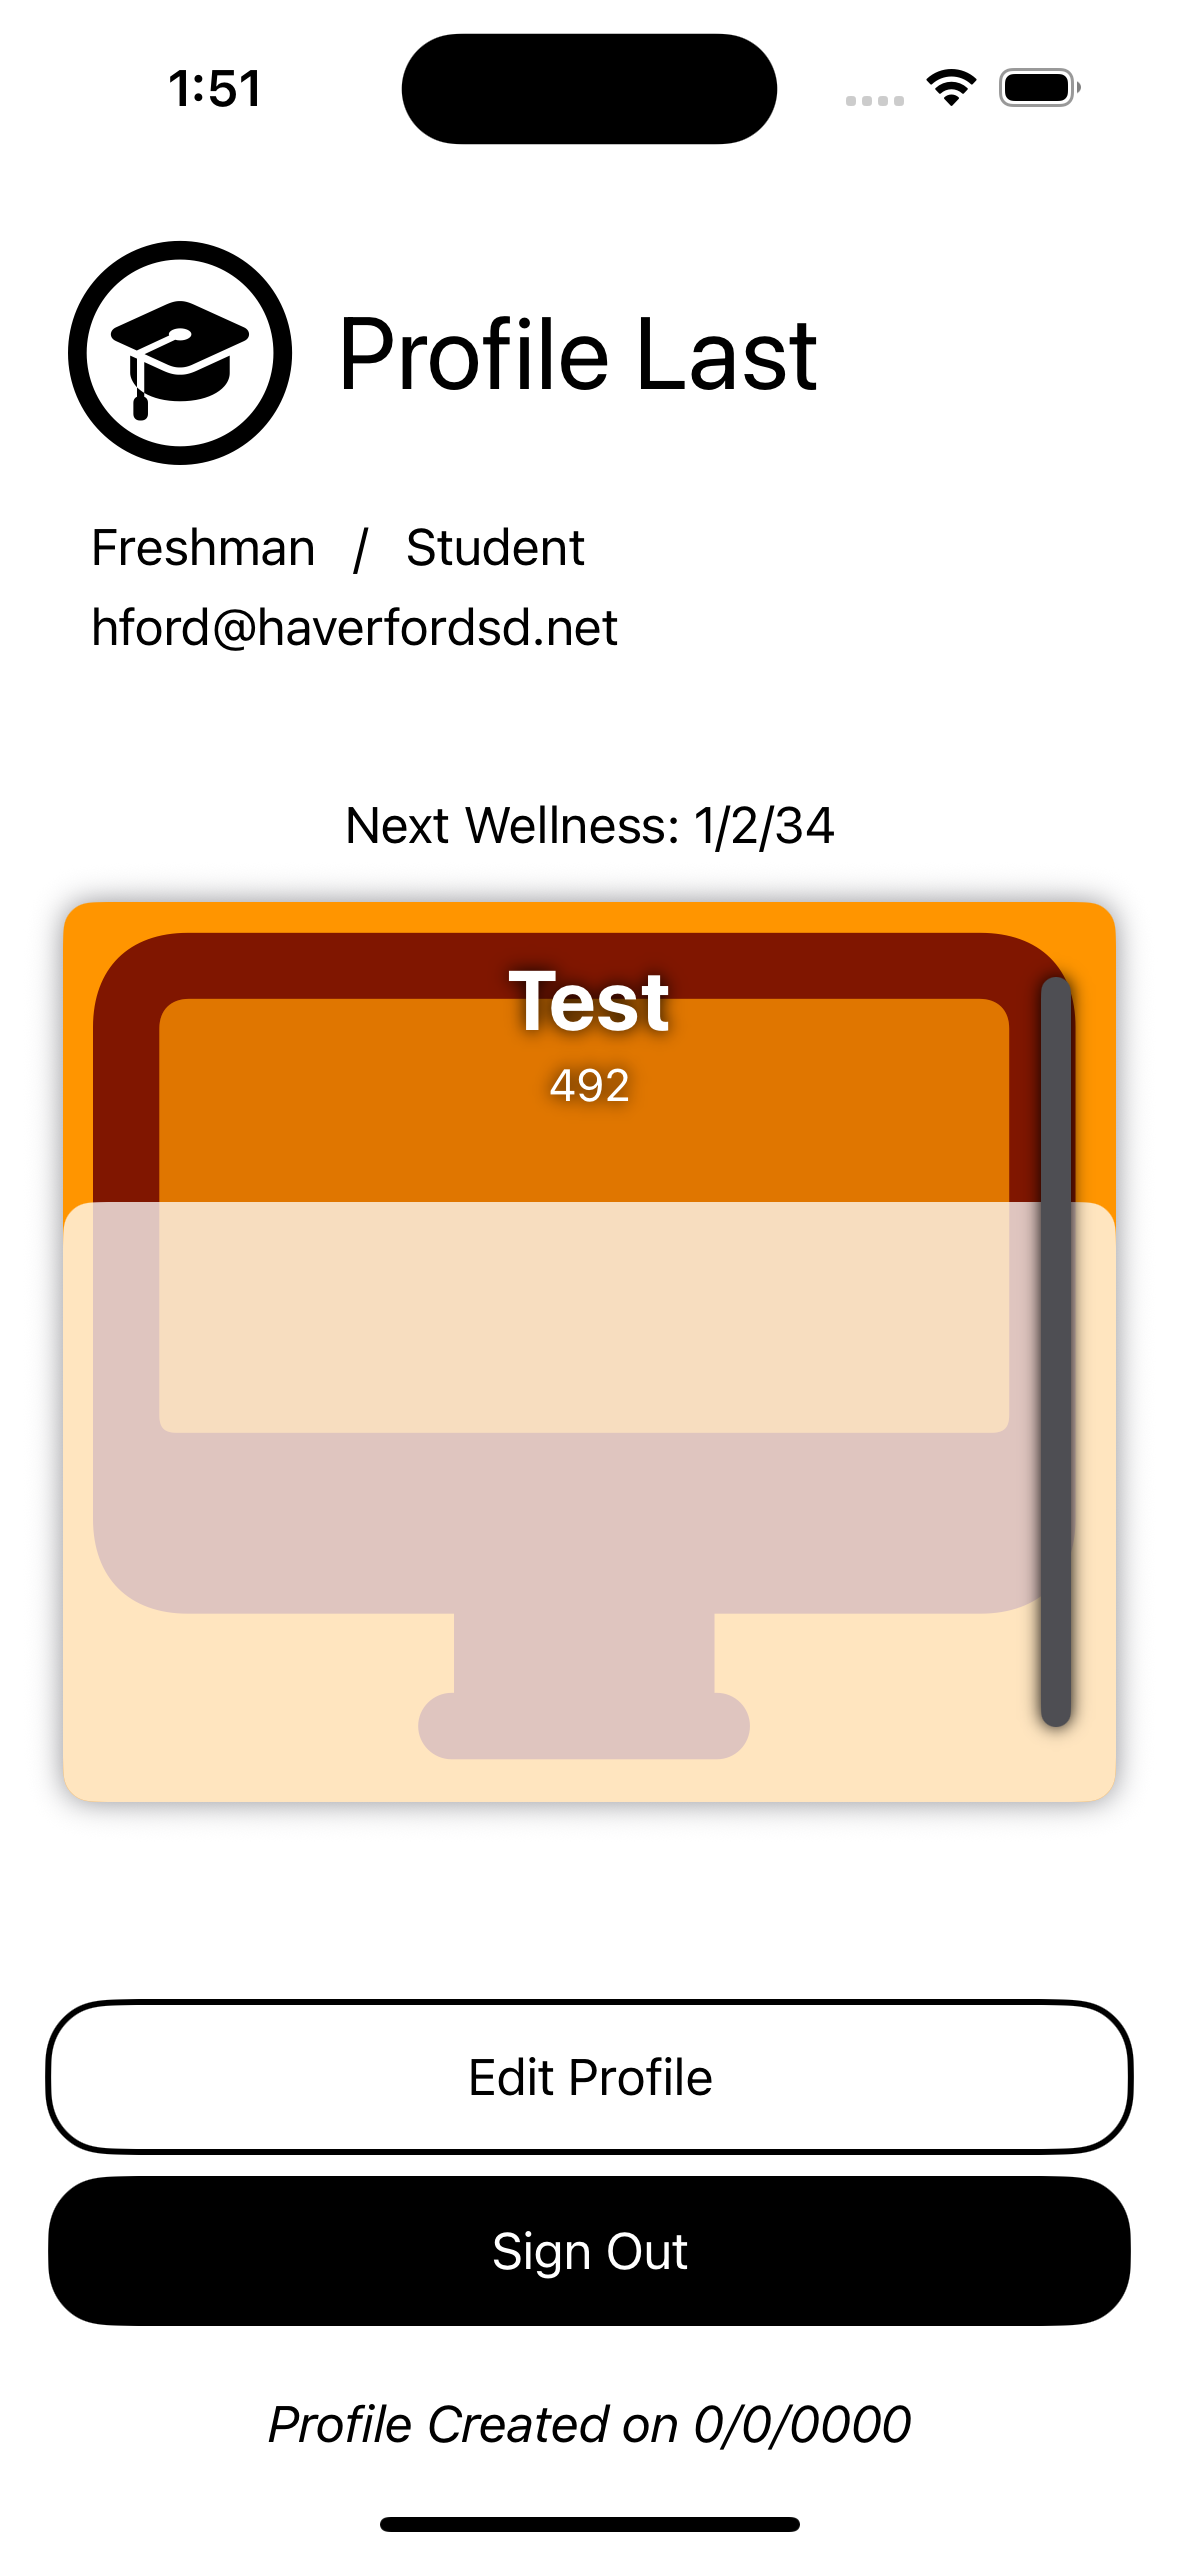 1:51
Profile Last
Freshman / Student
hford@haverfordsd.net
Next Wellness: 1/2/34
Test
492
Edit Profile
Sign Out
Profile Created on 0/0/0000